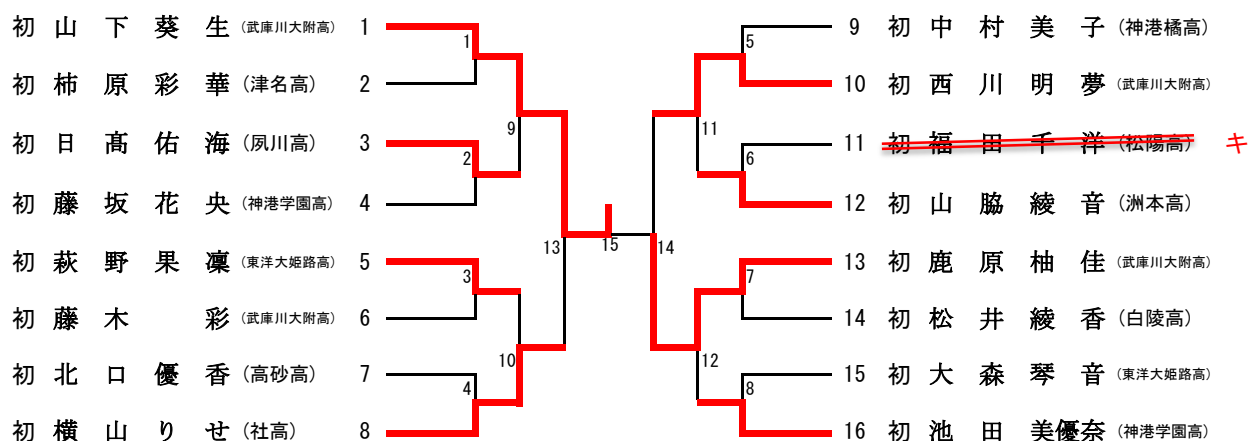 初 山 下 葵 生 (武庫川大附高) 1
初 柿 原 彩 華 (津名高) 2
初 日 髙 佑 海 (夙川高) 3
初 藤 坂 花 央 (神港学園高) 4
初 萩 野 果 凜 (東洋大姫路高) 5
初 藤 木 彩 (武庫川大附高) 6
初 北 口 優 香 (高砂高) 7
初 横 山 り せ (社高) 8
1
2
3
4
9
10
13
15
14
11
12
5
6
7
8
9 初 中 村 美 子 (神港橘高)
10 初 西 川 明 夢 (武庫川大附高)
11 初 福 田 千 洋 (松陽高) キ
12 初 山 脇 綾 音 (洲本高)
13 初 鹿 原 柚 佳 (武庫川大附高)
14 初 松 井 綾 香 (白陵高)
15 初 大 森 琴 音 (東洋大姫路高)
16 初 池 田 美優奈 (神港学園高)